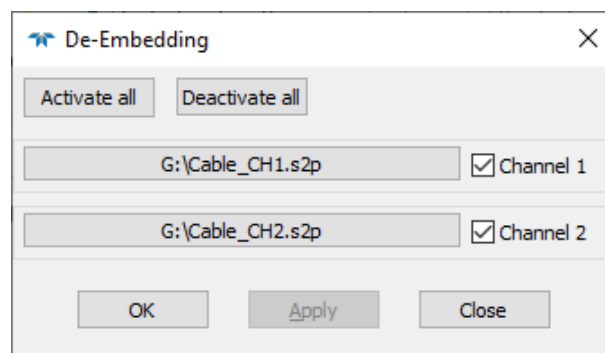 De-Embedding
Activate all Deactivate all
G:\Cable_CH1.s2p Channel 1
G:\Cable_CH2.s2p Channel 2
OK Apply Close